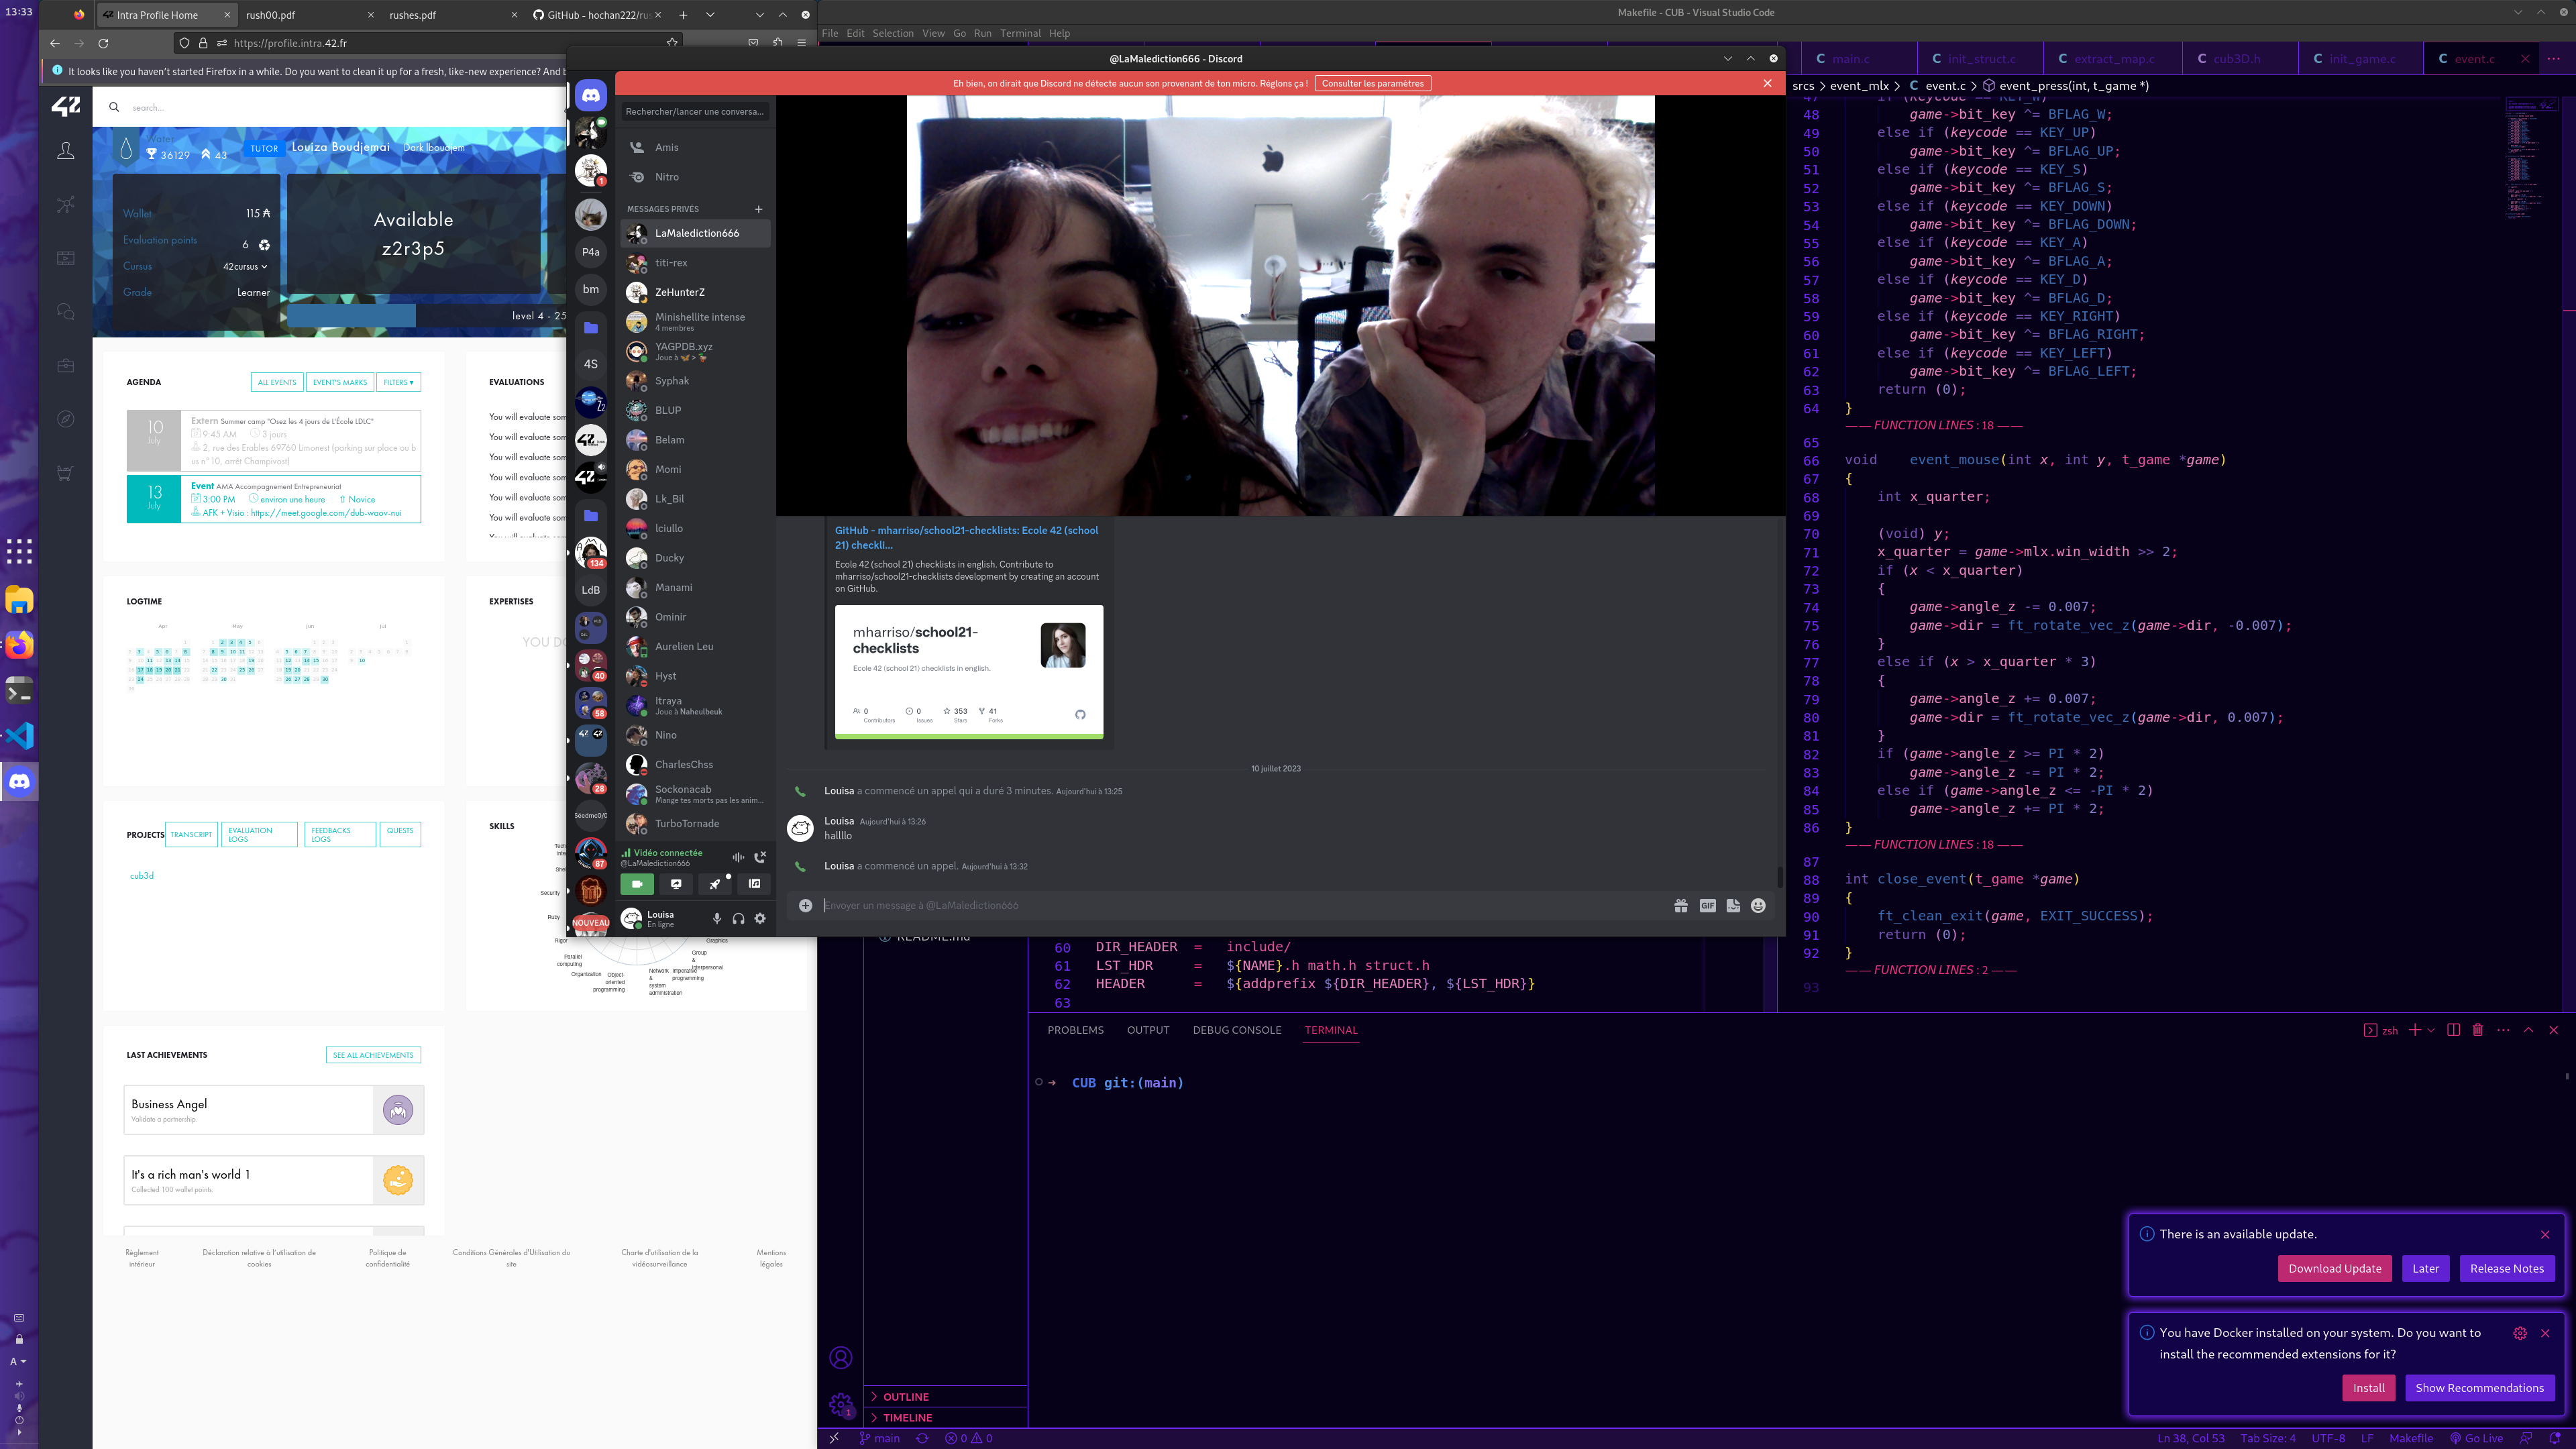 13:33
Intra Profile Home
rush00.pdf
rushes.pdf
GitHub - hochan222/rus
https://profile.intra.42.fr
It looks like you haven't started Firefox in a while. Do you want to clean it up for a fresh, like-new experience? And b
42
search...
Water
36129 43
TUTOR Louiza Boudjemai Dark lboudjem
Wallet 115 ₳
Evaluation points 6
Cursus 42cursus
Grade Learner
Available
z2r3p5
level 4 - 25
AGENDA
ALL EVENTS
EVENT'S MARKS
FILTERS ▾
10
July
Extern Summer camp "Osez les 4 jours de L'École LDLC"
9:45 AM 3 jours
2, rue des Erables 69760 Limonest (parking sur place ou b
us n°10, arrêt Champivost)
13
July
Event AMA Accompagnement Entrepreneuriat
3:00 PM environ une heure Novice
AFK + Visio : https://meet.google.com/dub-waov-nui
EVALUATIONS
You will evaluate som
You will evaluate som
You will evaluate som
You will evaluate som
You will evaluate som
You will evaluate som
You will evaluate som
LOGTIME
Apr May Jun Jul
EXPERTISES
YOU DO
PROJECTS
TRANSCRIPT
EVALUATION
LOGS
FEEDBACKS
LOGS
QUESTS
cub3d
SKILLS
Security
Ruby
Rigor
Parallel
computing
Organization
Object-
oriented
programming
Network
&
system
administration
Imperative
programming
Group
&
interpersonal
Graphics
LAST ACHIEVEMENTS
SEE ALL ACHIEVEMENTS
Business Angel
Validate a partnership.
It's a rich man's world 1
Collected 100 wallet points.
Règlement
intérieur
Déclaration relative à l'utilisation de
cookies
Politique de
confidentialité
Conditions Générales d'Utilisation du
site
Charte d'utilisation de la
vidéosurveillance
Mentions
légales
@LaMalediction666 - Discord
Eh bien, on dirait que Discord ne détecte aucun son provenant de ton micro. Réglons ça !
Consulter les paramètres
1
P4a
bm
4S
42
42
134
LdB
40
58
28
87
NOUVEAU
Rechercher/lancer une conversa...
Amis
Nitro
MESSAGES PRIVÉS
LaMalediction666
titi-rex
ZeHunterZ
Minishellite intense
4 membres
YAGPDB.xyz
Joue à 🦋 > 🦆
Syphak
BLUP
Belam
Momi
Lk_Bil
lciullo
Ducky
Manami
Ominir
Aurelien Leu
Hyst
Itraya
Joue à Naheulbeuk
Nino
CharlesChss
Sockonacab
Mange tes morts pas les anim...
TurboTornade
Vidéo connectée
@LaMalediction666
Louisa
En ligne
GitHub - mharriso/school21-checklists: Ecole 42 (school
21) checkli...
Ecole 42 (school 21) checklists in english. Contribute to
mharriso/school21-checklists development by creating an account
on GitHub.
mharriso/school21-
checklists
Ecole 42 (school 21) checklists in english.
0
Contributors
0
Issues
353
Stars
41
Forks
10 juillet 2023
Louisa a commencé un appel qui a duré 3 minutes. Aujourd'hui à 13:25
Louisa Aujourd'hui à 13:26
hallllo
Louisa a commencé un appel. Aujourd'hui à 13:32
Envoyer un message à @LaMalediction666
GIF
Makefile - CUB - Visual Studio Code
File Edit Selection View Go Run Terminal Help
C main.c
C init_struct.c
C extract_map.c
C cub3D.h
C init_game.c
C event.c
srcs > event_mlx > C event.c > event_press(int, t_game *)
47 if (keycode == KEY_W)
48 game->bit_key ^= BFLAG_W;
49 else if (keycode == KEY_UP)
50 game->bit_key ^= BFLAG_UP;
51 else if (keycode == KEY_S)
52 game->bit_key ^= BFLAG_S;
53 else if (keycode == KEY_DOWN)
54 game->bit_key ^= BFLAG_DOWN;
55 else if (keycode == KEY_A)
56 game->bit_key ^= BFLAG_A;
57 else if (keycode == KEY_D)
58 game->bit_key ^= BFLAG_D;
59 else if (keycode == KEY_RIGHT)
60 game->bit_key ^= BFLAG_RIGHT;
61 else if (keycode == KEY_LEFT)
62 game->bit_key ^= BFLAG_LEFT;
63 return (0);
64 }
—— FUNCTION LINES : 18 ——
65
66 void event_mouse(int x, int y, t_game *game)
67 {
68 int x_quarter;
69
70 (void) y;
71 x_quarter = game->mlx.win_width >> 2;
72 if (x < x_quarter)
73 {
74 game->angle_z -= 0.007;
75 game->dir = ft_rotate_vec_z(game->dir, -0.007);
76 }
77 else if (x > x_quarter * 3)
78 {
79 game->angle_z += 0.007;
80 game->dir = ft_rotate_vec_z(game->dir, 0.007);
81 }
82 if (game->angle_z >= PI * 2)
83 game->angle_z -= PI * 2;
84 else if (game->angle_z <= -PI * 2)
85 game->angle_z += PI * 2;
86 }
—— FUNCTION LINES : 18 ——
87
88 int close_event(t_game *game)
89 {
90 ft_clean_exit(game, EXIT_SUCCESS);
91 return (0);
92 }
—— FUNCTION LINES : 2 ——
93
README.md
60 DIR_HEADER = include/
61 LST_HDR = ${NAME}.h math.h struct.h
62 HEADER = ${addprefix ${DIR_HEADER}, ${LST_HDR}}
63
PROBLEMS OUTPUT DEBUG CONSOLE TERMINAL
zsh
➜ CUB git:(main)
There is an available update.
Download Update
Later
Release Notes
You have Docker installed on your system. Do you want to
install the recommended extensions for it?
Install
Show Recommendations
OUTLINE
TIMELINE
1
main 0 0
Ln 38, Col 53 Tab Size: 4 UTF-8 LF Makefile Go Live